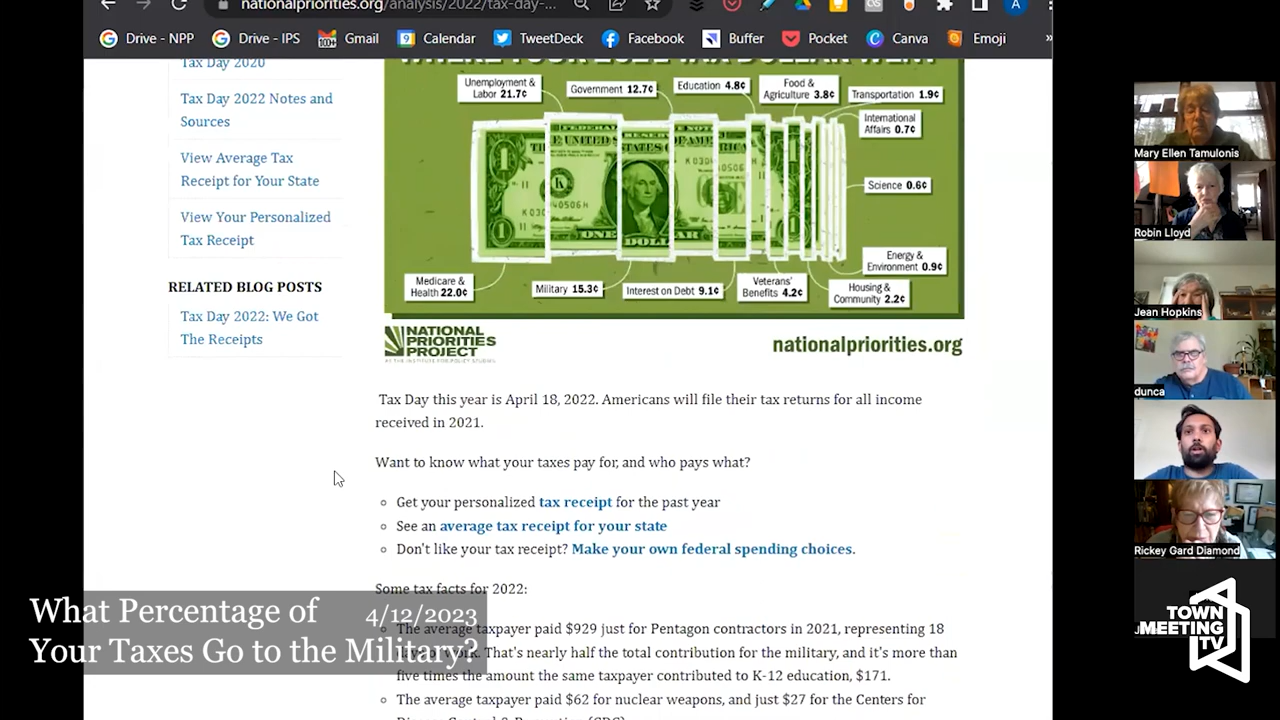 nationalpriorities.org/analysis/2022/tax-day-...
Drive - NPP
Drive - IPS
Gmail
Calendar
TweetDeck
Facebook
Buffer
Pocket
Canva
Emoji
»
Tax Day 2020
Tax Day 2022 Notes and
Sources
View Average Tax
Receipt for Your State
View Your Personalized
Tax Receipt
RELATED BLOG POSTS
Tax Day 2022: We Got
The Receipts
Unemployment &
Labor 21.7¢
Government 12.7¢
Education 4.8¢
Food &
Agriculture 3.8¢
Transportation 1.9¢
International
Affairs 0.7¢
Science 0.6¢
Energy &
Environment 0.9¢
Housing &
Community 2.2¢
Veterans'
Benefits 4.2¢
Interest on Debt 9.1¢
Military 15.3¢
Medicare &
Health 22.0¢
ONE DOLLAR
NATIONAL
PRIORITIES
PROJECT
nationalpriorities.org
Tax Day this year is April 18, 2022. Americans will file their tax returns for all income
received in 2021.
Want to know what your taxes pay for, and who pays what?
Get your personalized tax receipt for the past year
See an average tax receipt for your state
Don't like your tax receipt? Make your own federal spending choices.
Some tax facts for 2022:
The average taxpayer paid $929 just for Pentagon contractors in 2021, representing 18
That's nearly half the total contribution for the military, and it's more than
five times the amount the same taxpayer contributed to K-12 education, $171.
The average taxpayer paid $62 for nuclear weapons, and just $27 for the Centers for
What Percentage of
Your Taxes Go to the Military?
4/12/2023
Mary Ellen Tamulonis
Robin Lloyd
Jean Hopkins
dunca
Rickey Gard Diamond
TOWN
MEETING
TV